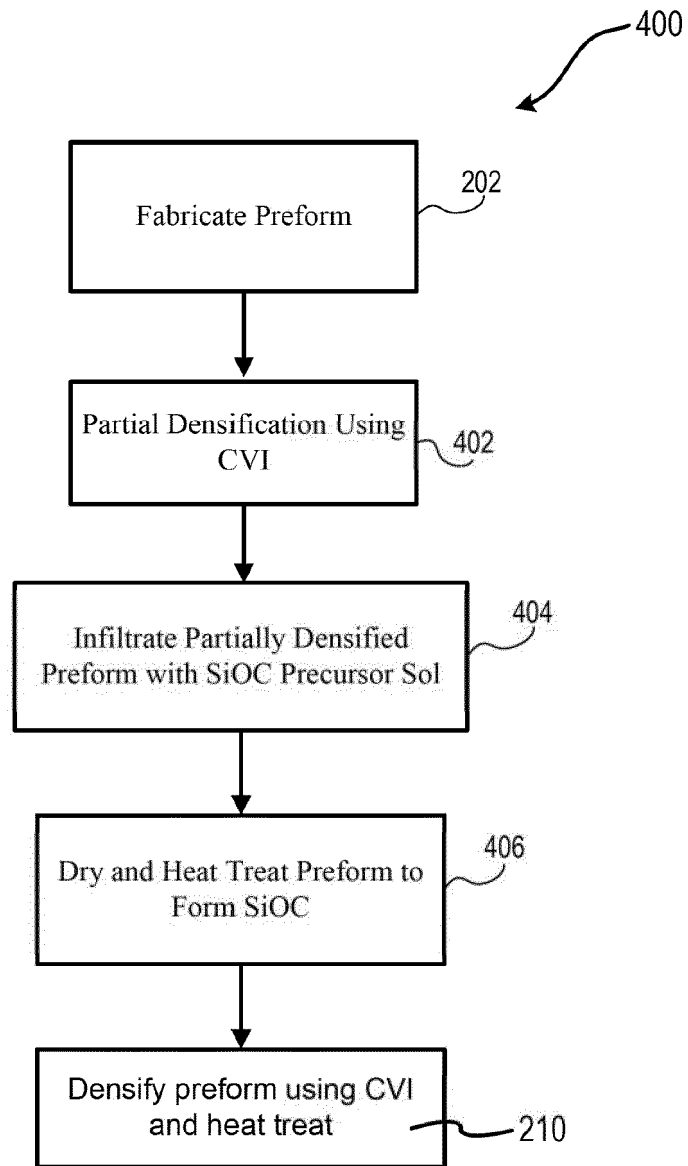 400
Fabricate Preform
202
Partial Densification Using
CVI
402
Infiltrate Partially Densified
Preform with SiOC Precursor Sol
404
Dry and Heat Treat Preform to
Form SiOC
406
Densify preform using CVI
and heat treat
210